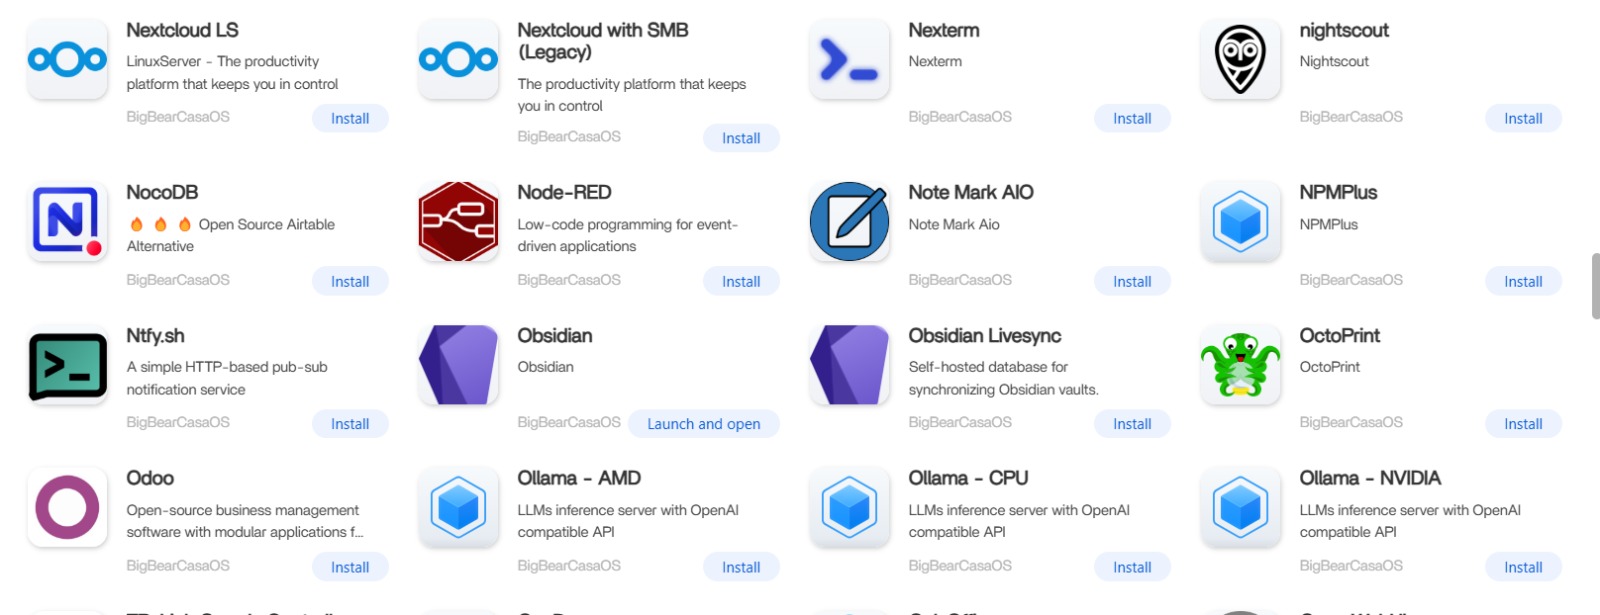 Nextcloud LS
LinuxServer - The productivity
platform that keeps you in control
BigBearCasaOS
Install
Nextcloud with SMB
(Legacy)
The productivity platform that keeps
you in control
BigBearCasaOS
Install
Nexterm
Nexterm
BigBearCasaOS
Install
nightscout
Nightscout
BigBearCasaOS
Install
NocoDB
🔥 🔥 🔥 Open Source Airtable
Alternative
BigBearCasaOS
Install
Node-RED
Low-code programming for event-
driven applications
BigBearCasaOS
Install
Note Mark AIO
Note Mark Aio
BigBearCasaOS
Install
NPMPlus
NPMPlus
BigBearCasaOS
Install
Ntfy.sh
A simple HTTP-based pub-sub
notification service
BigBearCasaOS
Install
Obsidian
Obsidian
BigBearCasaOS
Launch and open
Obsidian Livesync
Self-hosted database for
synchronizing Obsidian vaults.
BigBearCasaOS
Install
OctoPrint
OctoPrint
BigBearCasaOS
Install
Odoo
Open-source business management
software with modular applications f...
BigBearCasaOS
Install
Ollama - AMD
LLMs inference server with OpenAI
compatible API
BigBearCasaOS
Install
Ollama - CPU
LLMs inference server with OpenAI
compatible API
BigBearCasaOS
Install
Ollama - NVIDIA
LLMs inference server with OpenAI
compatible API
BigBearCasaOS
Install